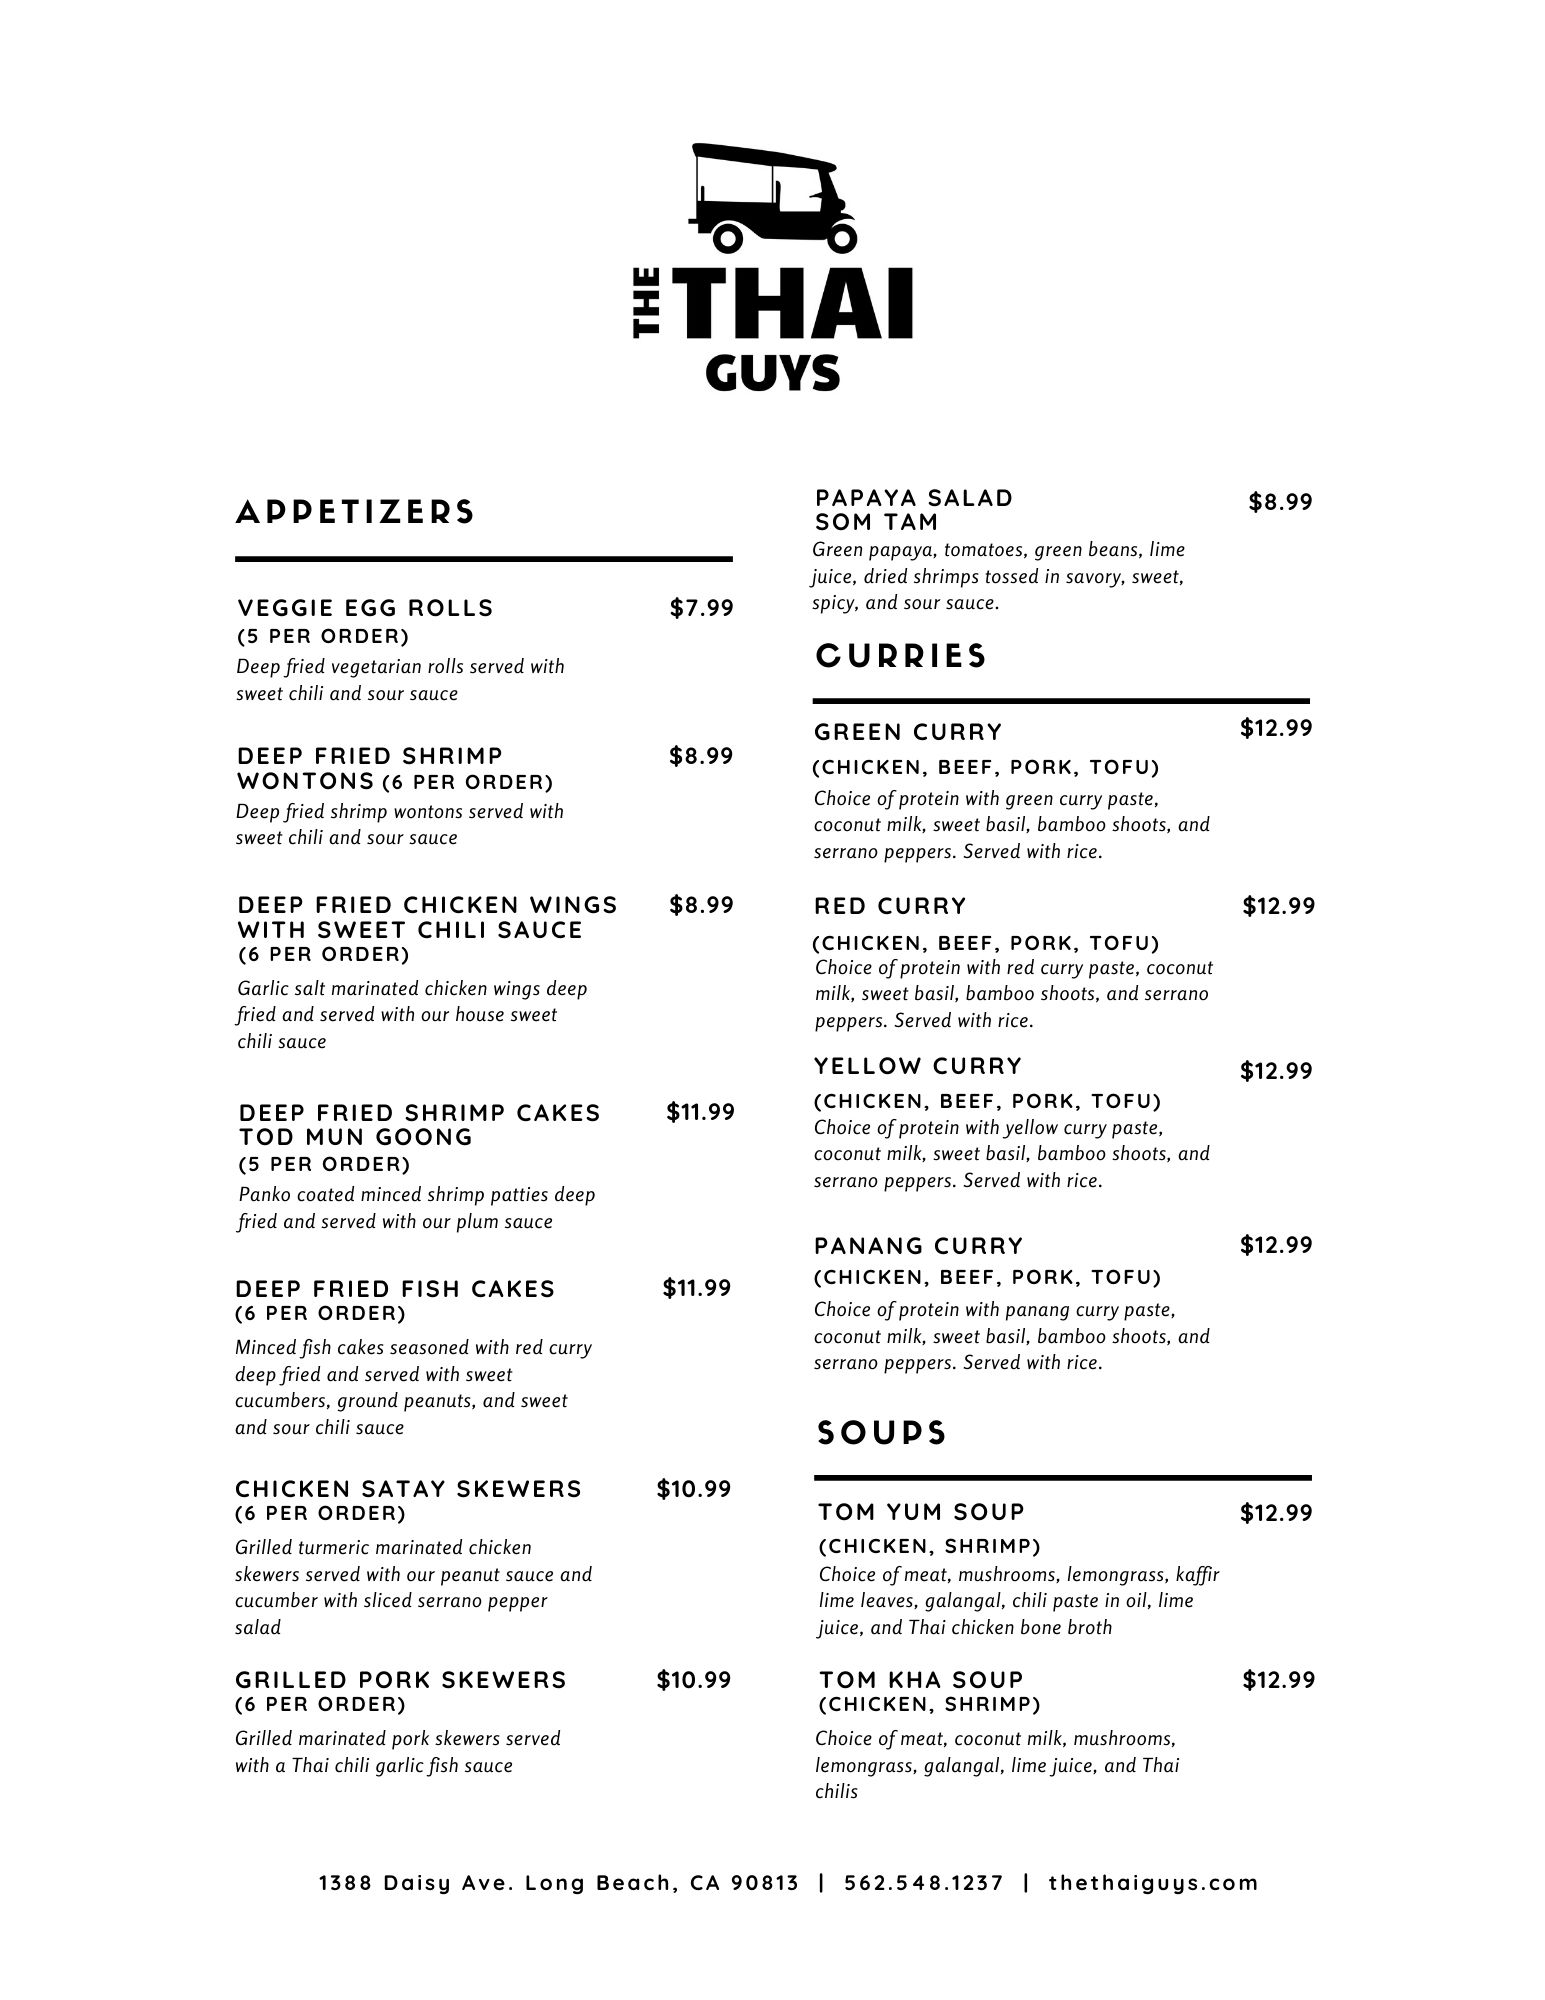 THE THAI
GUYS
APPETIZERS
VEGGIE EGG ROLLS $7.99
(5 PER ORDER)
Deep fried vegetarian rolls served with
sweet chili and sour sauce
DEEP FRIED SHRIMP $8.99
WONTONS (6 PER ORDER)
Deep fried shrimp wontons served with
sweet chili and sour sauce
DEEP FRIED CHICKEN WINGS $8.99
WITH SWEET CHILI SAUCE
(6 PER ORDER)
Garlic salt marinated chicken wings deep
fried and served with our house sweet
chili sauce
DEEP FRIED SHRIMP CAKES $11.99
TOD MUN GOONG
(5 PER ORDER)
Panko coated minced shrimp patties deep
fried and served with our plum sauce
DEEP FRIED FISH CAKES $11.99
(6 PER ORDER)
Minced fish cakes seasoned with red curry
deep fried and served with sweet
cucumbers, ground peanuts, and sweet
and sour chili sauce
CHICKEN SATAY SKEWERS $10.99
(6 PER ORDER)
Grilled turmeric marinated chicken
skewers served with our peanut sauce and
cucumber with sliced serrano pepper
salad
GRILLED PORK SKEWERS $10.99
(6 PER ORDER)
Grilled marinated pork skewers served
with a Thai chili garlic fish sauce
PAPAYA SALAD $8.99
SOM TAM
Green papaya, tomatoes, green beans, lime
juice, dried shrimps tossed in savory, sweet,
spicy, and sour sauce.
CURRIES
GREEN CURRY $12.99
(CHICKEN, BEEF, PORK, TOFU)
Choice of protein with green curry paste,
coconut milk, sweet basil, bamboo shoots, and
serrano peppers. Served with rice.
RED CURRY $12.99
(CHICKEN, BEEF, PORK, TOFU)
Choice of protein with red curry paste, coconut
milk, sweet basil, bamboo shoots, and serrano
peppers. Served with rice.
YELLOW CURRY $12.99
(CHICKEN, BEEF, PORK, TOFU)
Choice of protein with yellow curry paste,
coconut milk, sweet basil, bamboo shoots, and
serrano peppers. Served with rice.
PANANG CURRY $12.99
(CHICKEN, BEEF, PORK, TOFU)
Choice of protein with panang curry paste,
coconut milk, sweet basil, bamboo shoots, and
serrano peppers. Served with rice.
SOUPS
TOM YUM SOUP $12.99
(CHICKEN, SHRIMP)
Choice of meat, mushrooms, lemongrass, kaffir
lime leaves, galangal, chili paste in oil, lime
juice, and Thai chicken bone broth
TOM KHA SOUP $12.99
(CHICKEN, SHRIMP)
Choice of meat, coconut milk, mushrooms,
lemongrass, galangal, lime juice, and Thai
chilis
1388 Daisy Ave. Long Beach, CA 90813 | 562.548.1237 | thethaiguys.com